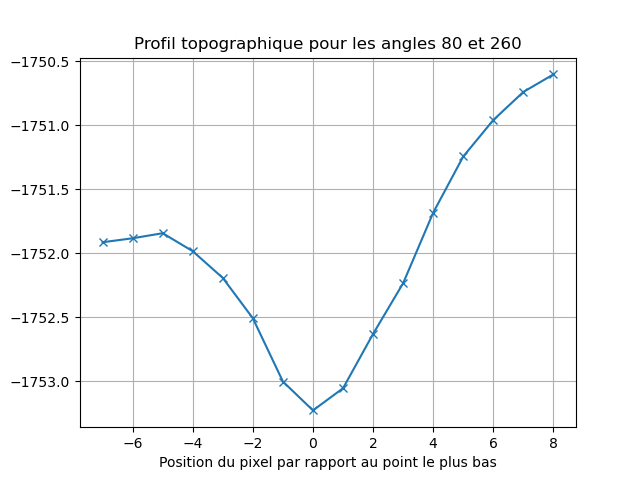 Profil topographique pour les angles 80 et 260
−1750.5
−1751.0
−1751.5
−1752.0
−1752.5
−1753.0
−6 −4 −2 0 2 4 6 8
Position du pixel par rapport au point le plus bas